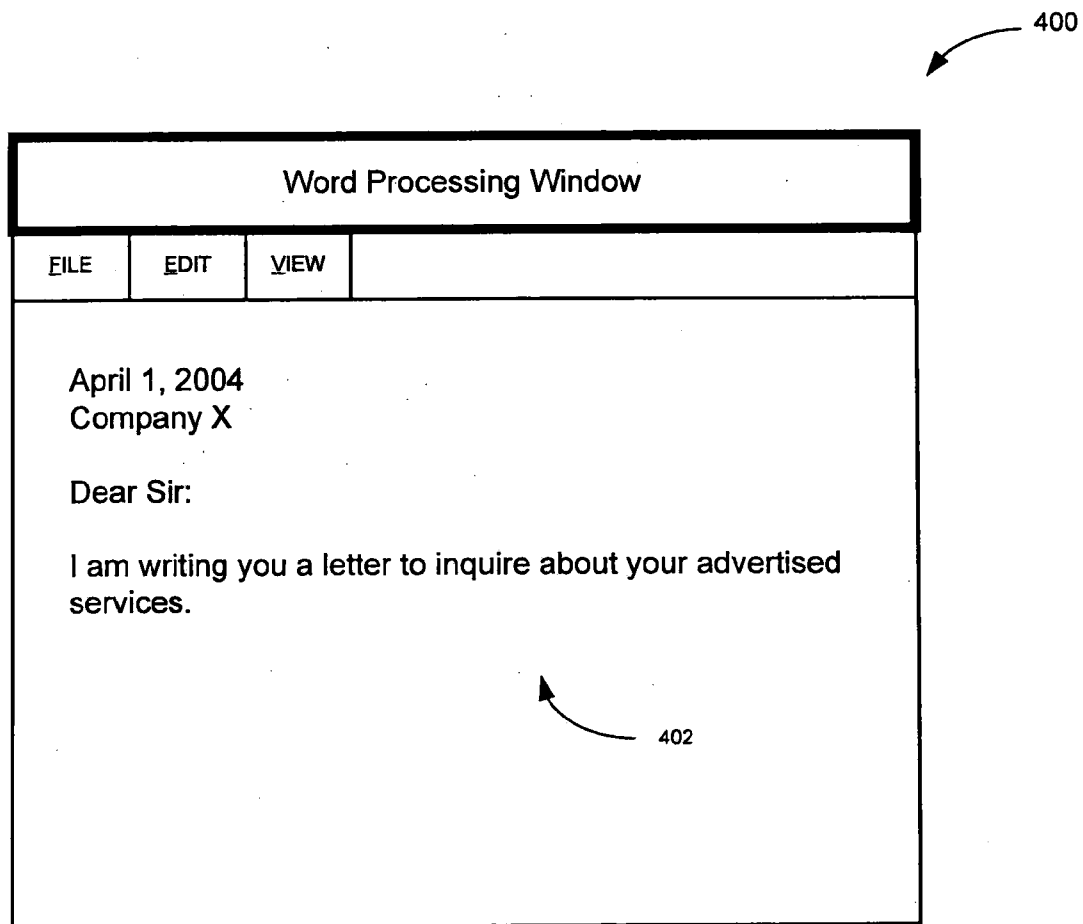 400
Word Processing Window
FILE EDIT VIEW
April 1, 2004
Company X
Dear Sir:
I am writing you a letter to inquire about your advertised
services.
402